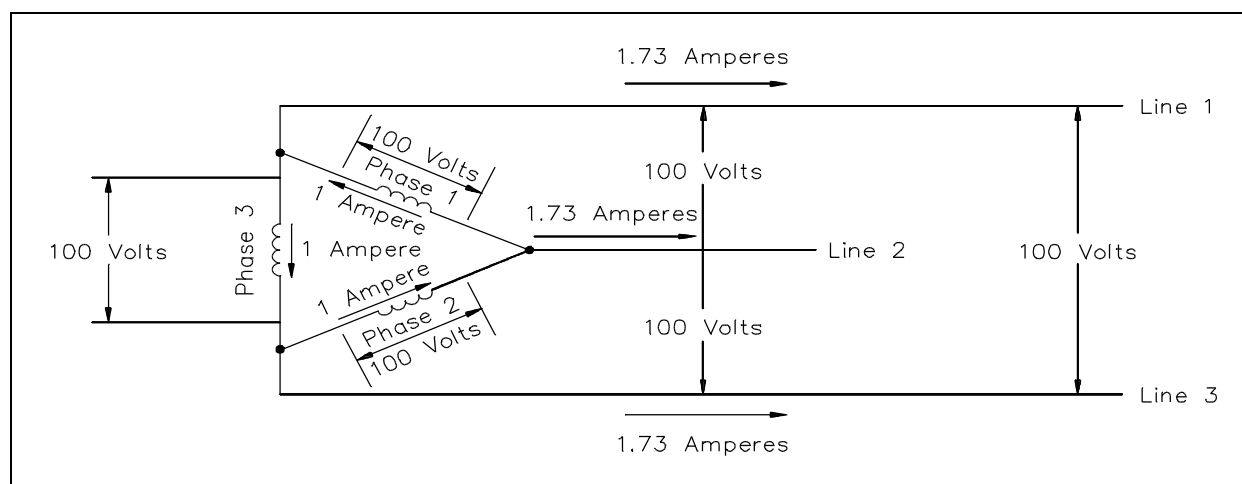 1.73 Amperes
Line 1
100 Volts
Phase 1
1 Ampere
100 Volts
1.73 Amperes
Phase 3
1 Ampere
100 Volts
Line 2
100 Volts
1 Ampere
Phase 2
100 Volts
100 Volts
Line 3
1.73 Amperes